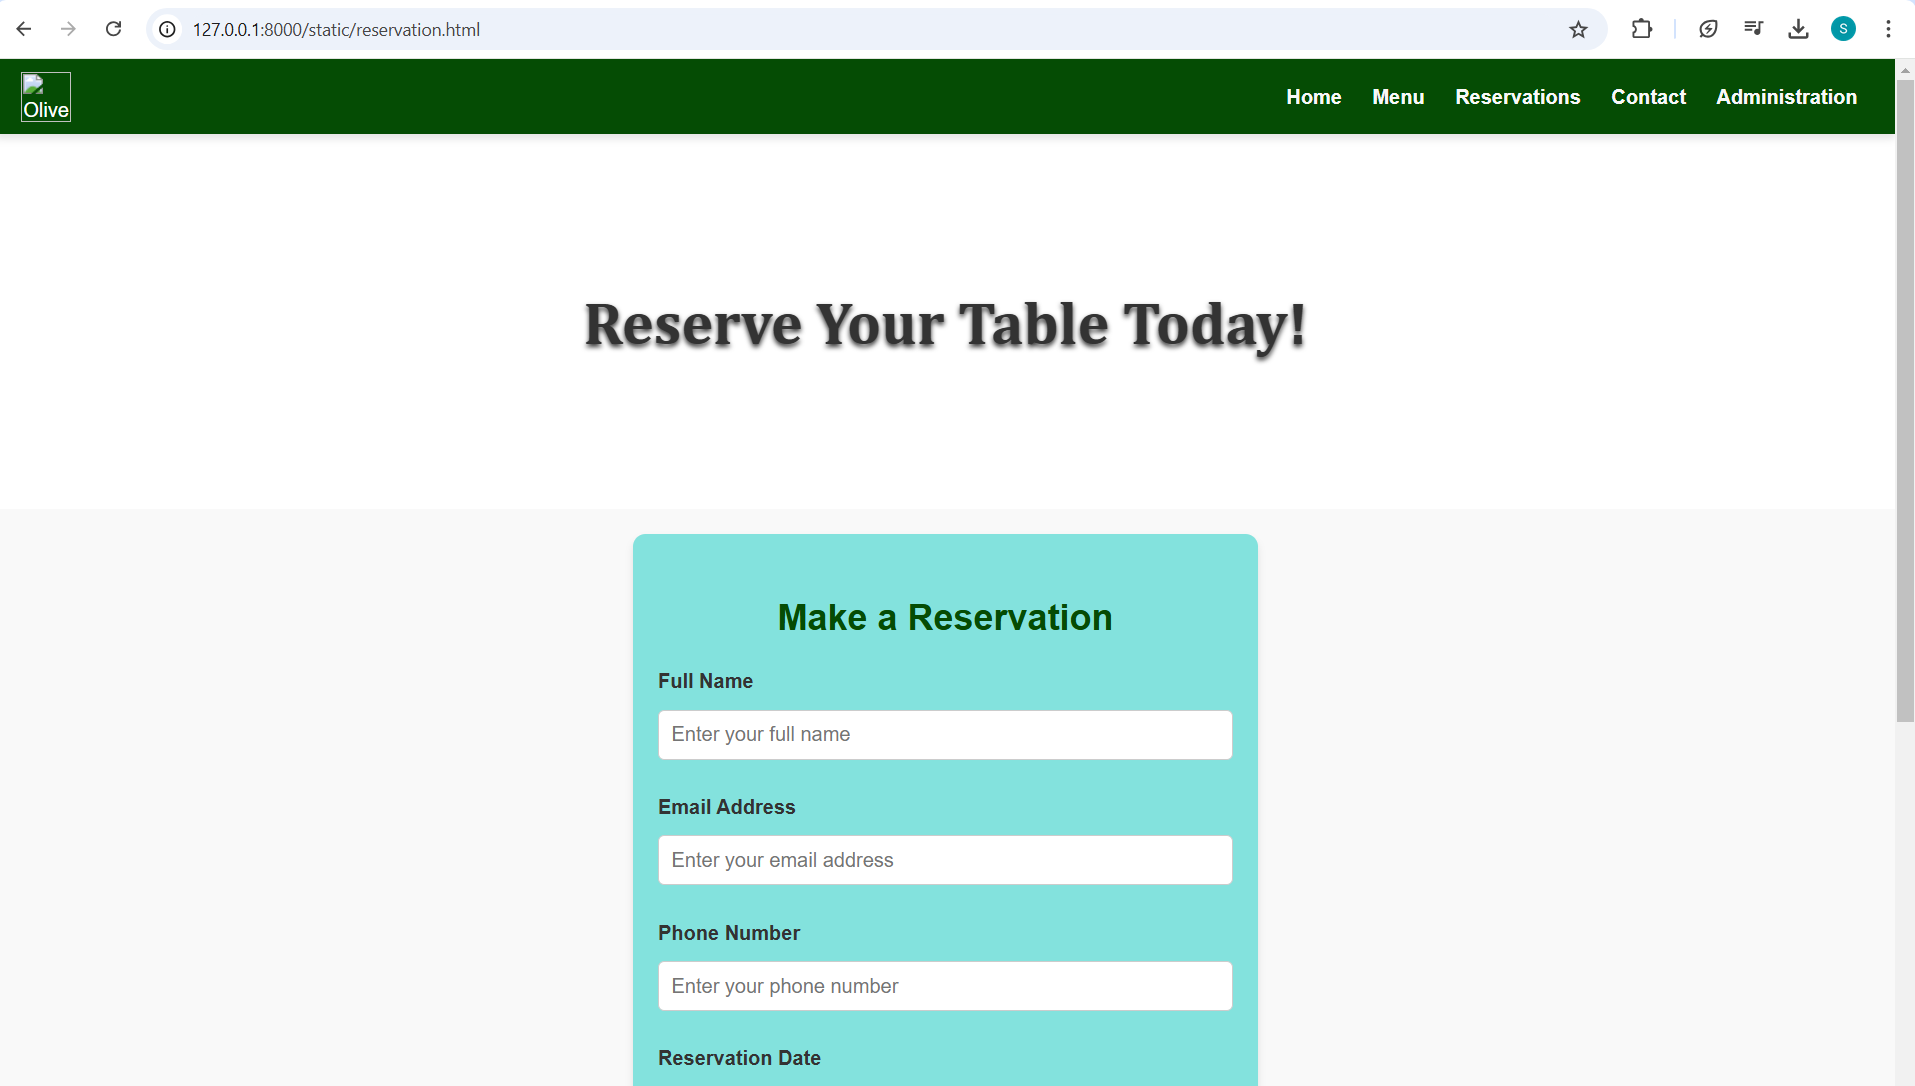 127.0.0.1:8000/static/reservation.html
S
Olive
Home Menu Reservations Contact Administration
Reserve Your Table Today!
Make a Reservation
Full Name
Enter your full name
Email Address
Enter your email address
Phone Number
Enter your phone number
Reservation Date